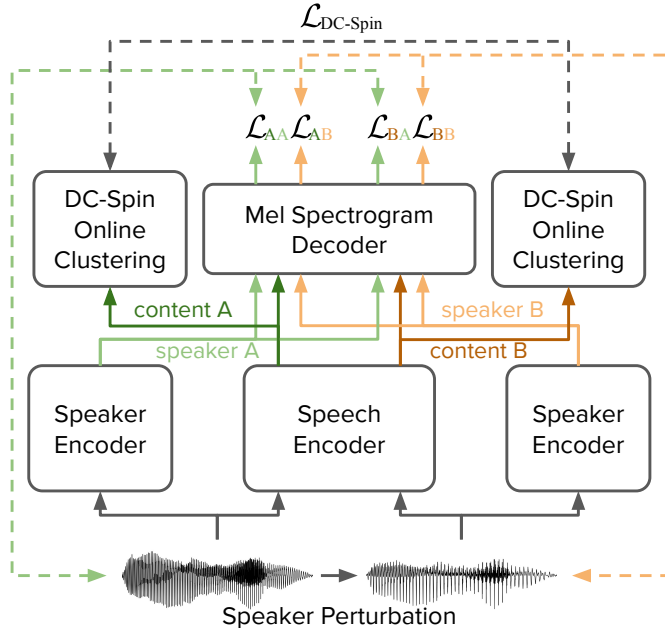 ℒDC-Spin
ℒAA ℒAB ℒBA ℒBB
DC-Spin
Online
Clustering
Mel Spectrogram
Decoder
DC-Spin
Online
Clustering
content A
speaker B
speaker A
content B
Speaker
Encoder
Speech
Encoder
Speaker
Encoder
Speaker Perturbation